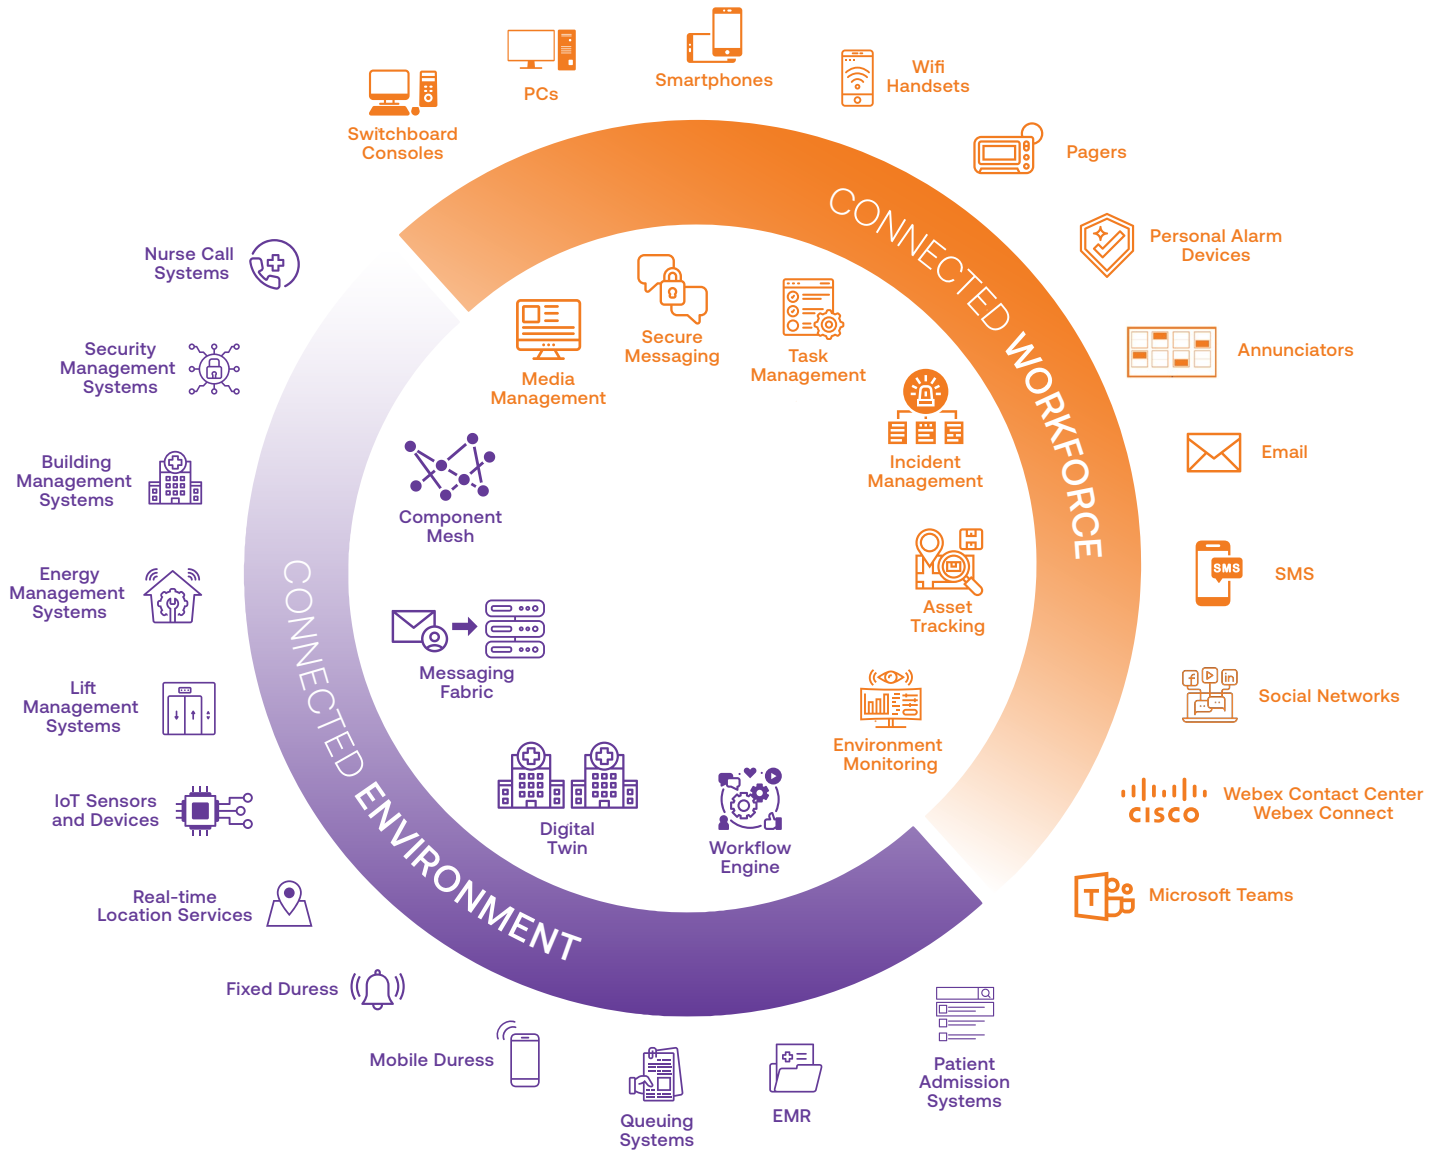 Smartphones
Wifi
Handsets
PCs
Switchboard
Consoles
Pagers
CONNECTED WORKFORCE
Personal Alarm
Devices
Nurse Call
Systems
Security
Management
Systems
Secure
Messaging
Task
Management
Media
Management
Annunciators
Building
Management
Systems
Component
Mesh
Incident
Management
Email
Energy
Management
Systems
CONNECTED ENVIRONMENT
Asset
Tracking
SMS
SMS
Messaging
Fabric
Lift
Management
Systems
f
in
Social Networks
Environment
Monitoring
IoT Sensors
and Devices
Digital
Twin
Workflow
Engine
CISCO
Webex Contact Center
Webex Connect
Real-time
Location Services
T
Microsoft Teams
Fixed Duress
Mobile Duress
Queuing
Systems
EMR
Patient
Admission
Systems